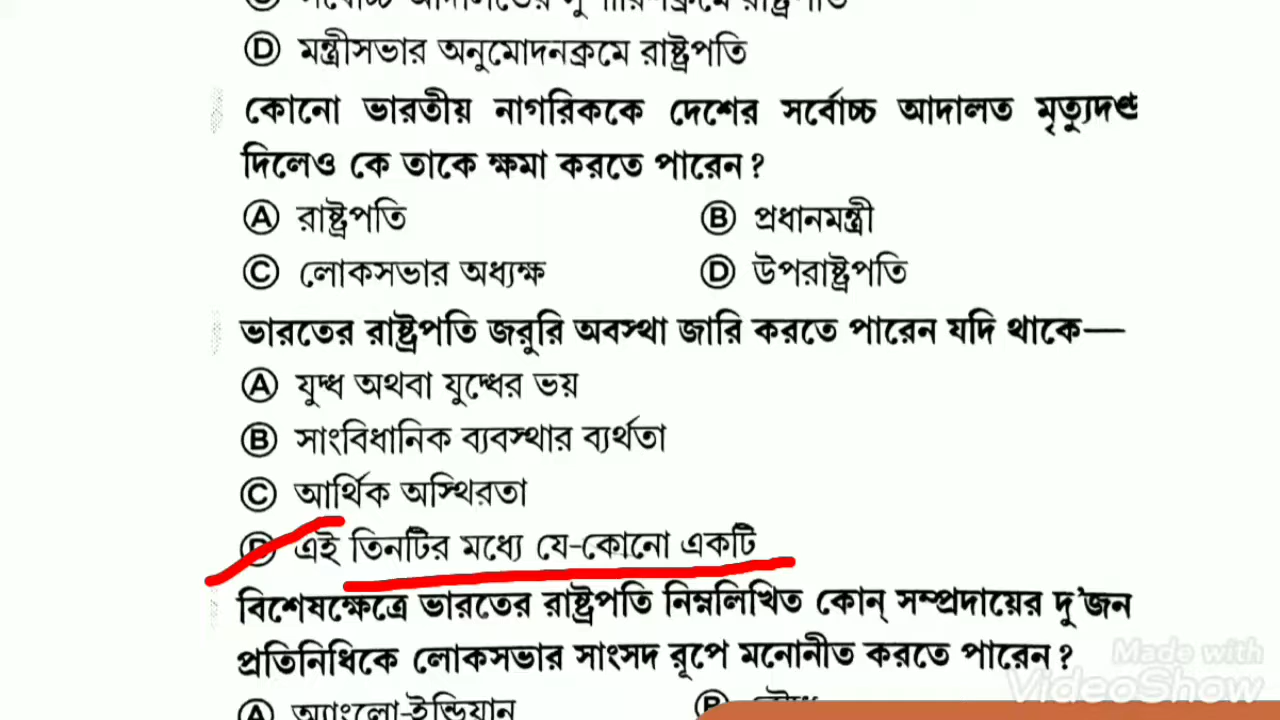 D মন্ত্রীসভার অনুমোদনক্রমে রাষ্ট্রপতি
কোনো ভারতীয় নাগরিককে দেশের সর্বোচ্চ আদালত মৃত্যুদণ্ড
দিলেও কে তাকে ক্ষমা করতে পারেন?
A রাষ্ট্রপতি B প্রধানমন্ত্রী
C লোকসভার অধ্যক্ষ D উপরাষ্ট্রপতি
ভারতের রাষ্ট্রপতি জরুরি অবস্থা জারি করতে পারেন যদি থাকে—
A যুদ্ধ অথবা যুদ্ধের ভয়
B সাংবিধানিক ব্যবস্থার ব্যর্থতা
C আর্থিক অস্থিরতা
D এই তিনটির মধ্যে যে-কোনো একটি
বিশেষক্ষেত্রে ভারতের রাষ্ট্রপতি নিম্নলিখিত কোন্ সম্প্রদায়ের দু'জন
প্রতিনিধিকে লোকসভার সাংসদ রূপে মনোনীত করতে পারেন?
A অ্যাংলো-ইন্ডিয়ান B
Made with
VideoShow